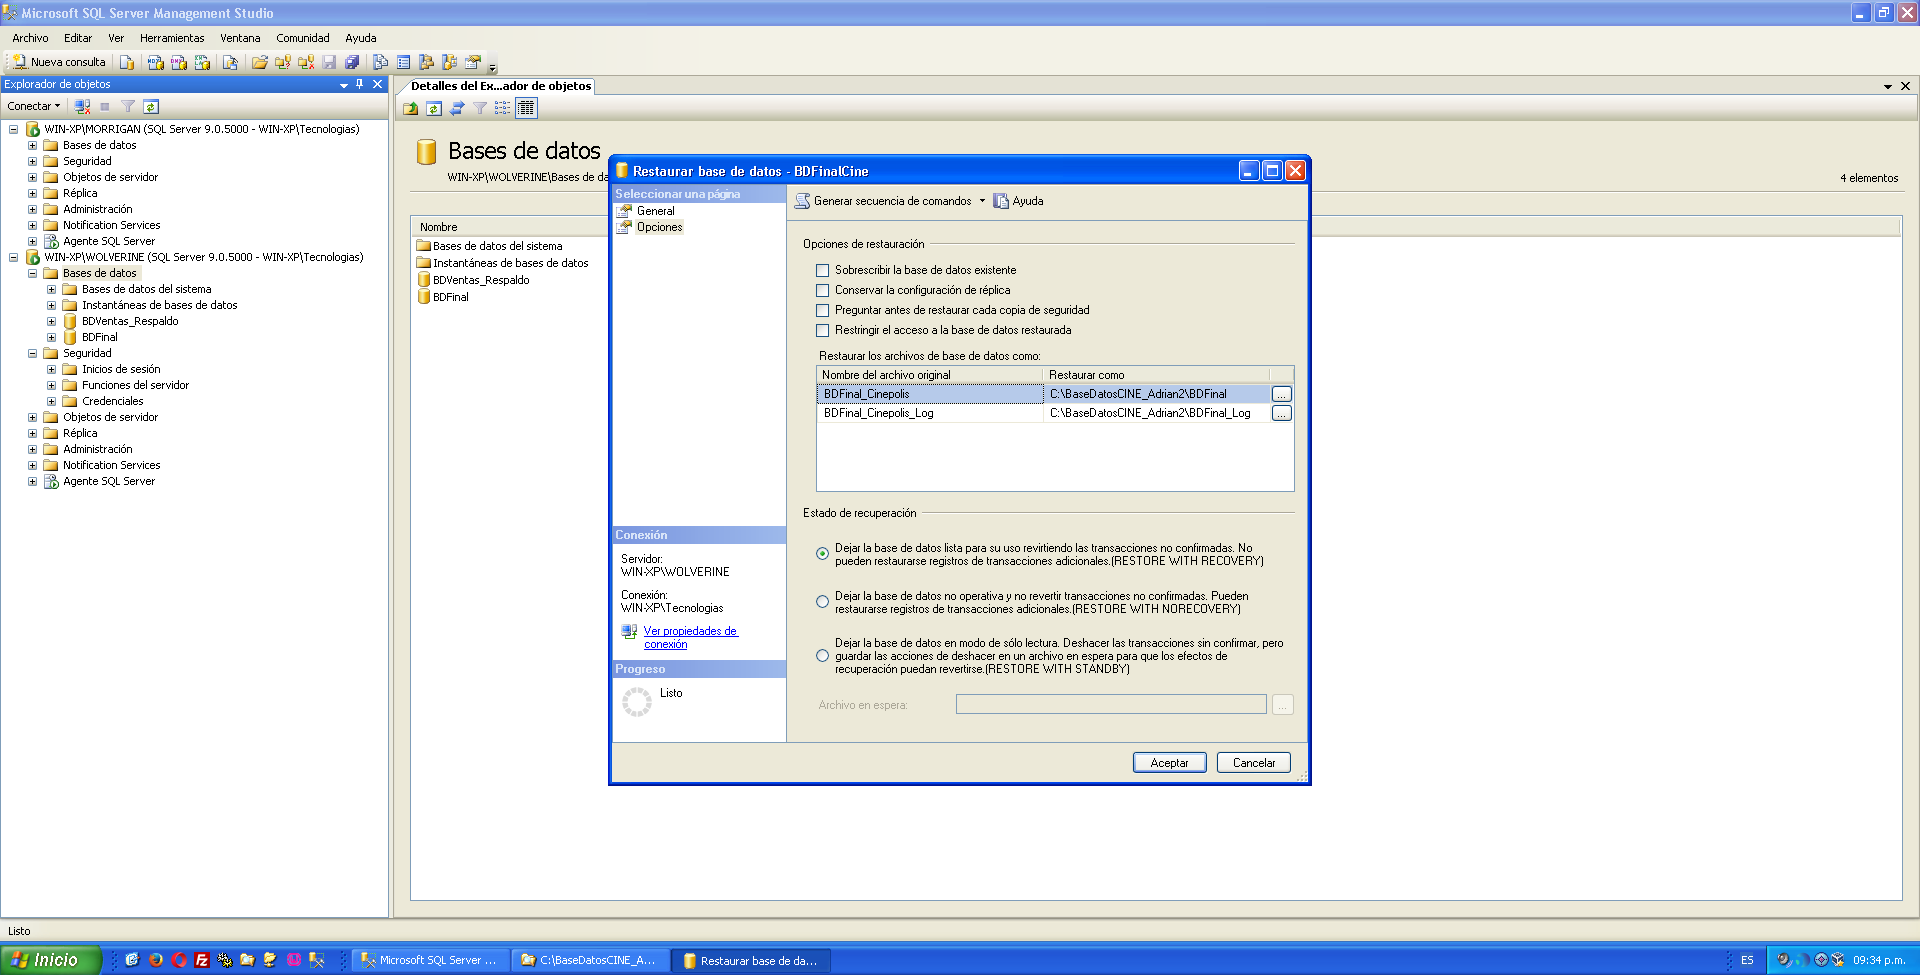 Microsoft SQL Server Management Studio
Archivo Editar Ver Herramientas Ventana Comunidad Ayuda
Nueva consulta
Explorador de objetos
Conectar
WIN-XP\MORRIGAN (SQL Server 9.0.5000 - WIN-XP\Tecnologias)
Bases de datos
Seguridad
Objetos de servidor
Réplica
Administración
Notification Services
Agente SQL Server
WIN-XP\WOLVERINE (SQL Server 9.0.5000 - WIN-XP\Tecnologias)
Bases de datos
Bases de datos del sistema
Instantáneas de bases de datos
BDVentas_Respaldo
BDFinal
Seguridad
Inicios de sesión
Funciones del servidor
Credenciales
Objetos de servidor
Réplica
Administración
Notification Services
Agente SQL Server
Detalles del Ex...ador de objetos
Bases de datos
WIN-XP\WOLVERINE\Bases de da
4 elementos
Nombre
Bases de datos del sistema
Instantáneas de bases de datos
BDVentas_Respaldo
BDFinal
Restaurar base de datos - BDFinalCine
Seleccionar una página
General
Opciones
Generar secuencia de comandos Ayuda
Opciones de restauración
Sobrescribir la base de datos existente
Conservar la configuración de réplica
Preguntar antes de restaurar cada copia de seguridad
Restringir el acceso a la base de datos restaurada
Restaurar los archivos de base de datos como:
Nombre del archivo original Restaurar como
BDFinal_Cinepolis C:\BaseDatosCINE_Adrian2\BDFinal ...
BDFinal_Cinepolis_Log C:\BaseDatosCINE_Adrian2\BDFinal_Log ...
Estado de recuperación
Dejar la base de datos lista para su uso revirtiendo las transacciones no confirmadas. No
pueden restaurarse registros de transacciones adicionales.(RESTORE WITH RECOVERY)
Dejar la base de datos no operativa y no revertir transacciones no confirmadas. Pueden
restaurarse registros de transacciones adicionales.(RESTORE WITH NORECOVERY)
Dejar la base de datos en modo de sólo lectura. Deshacer las transacciones sin confirmar, pero
guardar las acciones de deshacer en un archivo en espera para que los efectos de
recuperación puedan revertirse.(RESTORE WITH STANDBY)
Archivo en espera: ...
Conexión
Servidor:
WIN-XP\WOLVERINE
Conexión:
WIN-XP\Tecnologias
Ver propiedades de
conexión
Progreso
Listo
Aceptar Cancelar
Listo
Inicio
Microsoft SQL Server ...
C:\BaseDatosCINE_A...
Restaurar base de da...
ES
09:34 p.m.